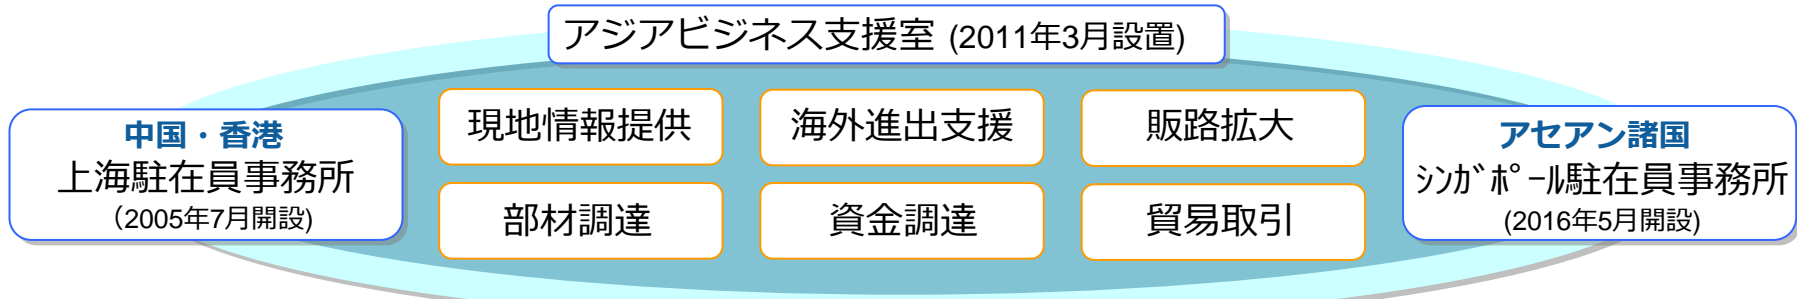 アジアビジネス支援室 (2011年3月設置)
中国・香港
上海駐在員事務所
（2005年7月開設)
現地情報提供
海外進出支援
販路拡大
部材調達
資金調達
貿易取引
アセアン諸国
ｼﾝｶﾞﾎﾟｰﾙ駐在員事務所
(2016年5月開設)